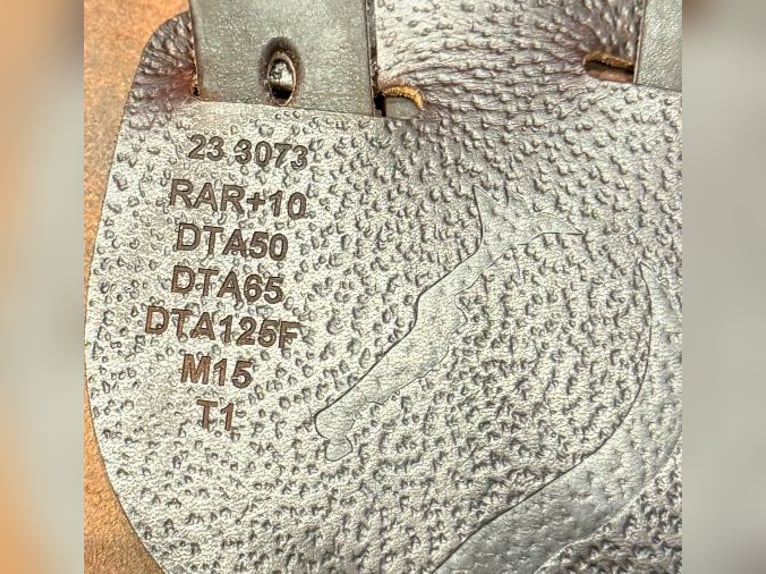 23 3073
RAR+10
DTA50
DTA65
DTA125F
M15
T1